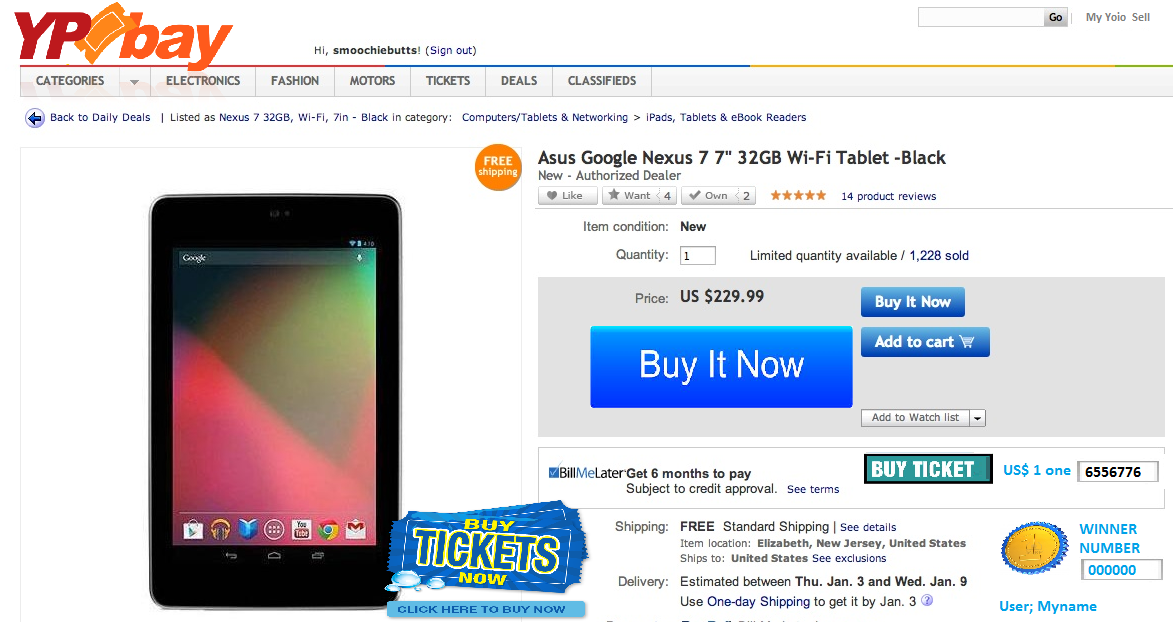 YPbay
Go
My Yoio Sell
Hi, smoochiebutts! (Sign out)
CATEGORIES
ELECTRONICS
FASHION
MOTORS
TICKETS
DEALS
CLASSIFIEDS
Back to Daily Deals | Listed as Nexus 7 32GB, Wi-Fi, 7in - Black in category: Computers/Tablets & Networking > iPads, Tablets & eBook Readers
FREE
shipping
Asus Google Nexus 7 7" 32GB Wi-Fi Tablet -Black
New - Authorized Dealer
Like
Want 4
Own 2
14 product reviews
Item condition: New
Quantity: 1
Limited quantity available / 1,228 sold
Price: US $229.99
Buy It Now
Buy It Now
Add to cart
Add to Watch list
4:10
Google
You
Tube
BillMeLater
Get 6 months to pay
Subject to credit approval. See terms
BUY TICKET
US$ 1 one
6556776
BUY
TICKETS
NOW
CLICK HERE TO BUY NOW
Shipping: FREE Standard Shipping | See details
Item location: Elizabeth, New Jersey, United States
Ships to: United States See exclusions
Delivery: Estimated between Thu. Jan. 3 and Wed. Jan. 9
Use One-day Shipping to get it by Jan. 3 ?
WINNER
NUMBER
000000
User; Myname